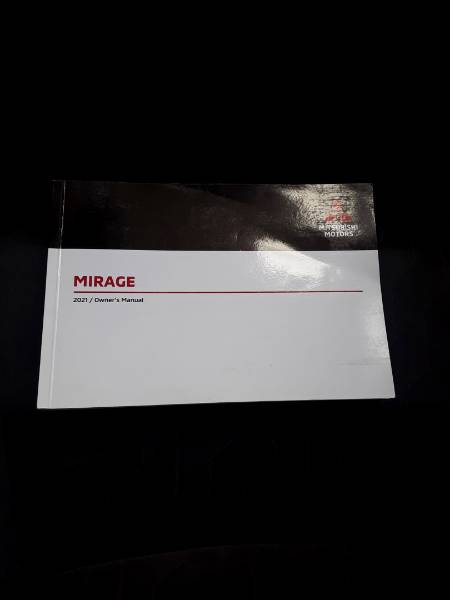 MITSUBISHI
MOTORS
MIRAGE
2021 / Owner's Manual